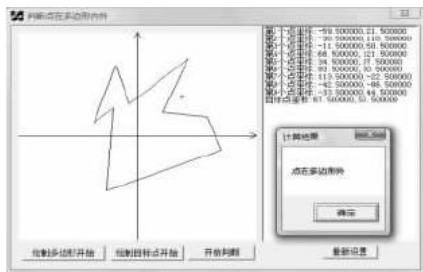 判断点在多边形内外
第1个点坐标:-59.500000,21.500000
第2个点坐标:-30.500000,110.500000
第3个点坐标:-11.500000,50.500000
第4个点坐标:68.500000,121.500000
第5个点坐标:34.500000,37.500000
第6个点坐标:93.500000,30.500000
第7个点坐标:113.500000,-22.500000
第8个点坐标:-42.500000,-86.500000
第9个点坐标:-33.500000,44.500000
目标点坐标:67.500000,53.500000
计算结果
点在多边形外
确定
绘制多边形开始
绘制目标点开始
开始判断
重新设置